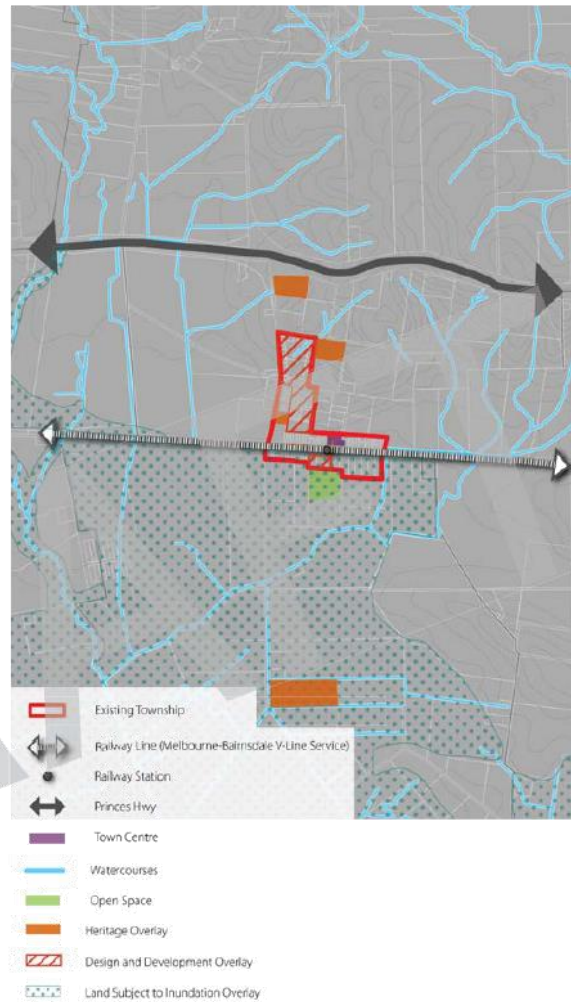 Existing Township
Railway Line (Melbourne-Bairnsdale V-Line Service)
Railway Station
Princes Hwy
Town Centre
Watercourses
Open Space
Heritage Overlay
Design and Development Overlay
Land Subject to Inundation Overlay